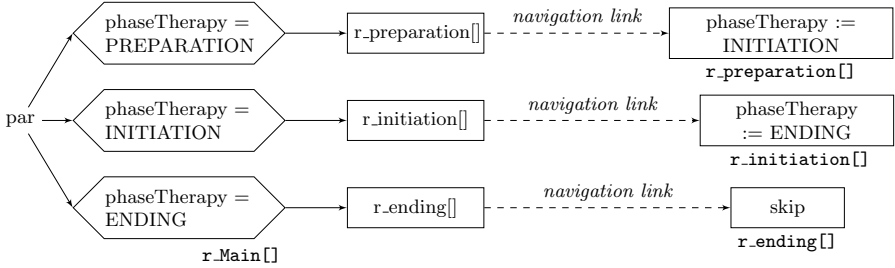 phaseTherapy =
PREPARATION
r_preparation[]
navigation link
phaseTherapy :=
INITIATION
r_preparation[]
par
phaseTherapy =
INITIATION
r_initiation[]
navigation link
phaseTherapy
:= ENDING
r_initiation[]
phaseTherapy =
ENDING
r_ending[]
navigation link
skip
r_ending[]
r_Main[]